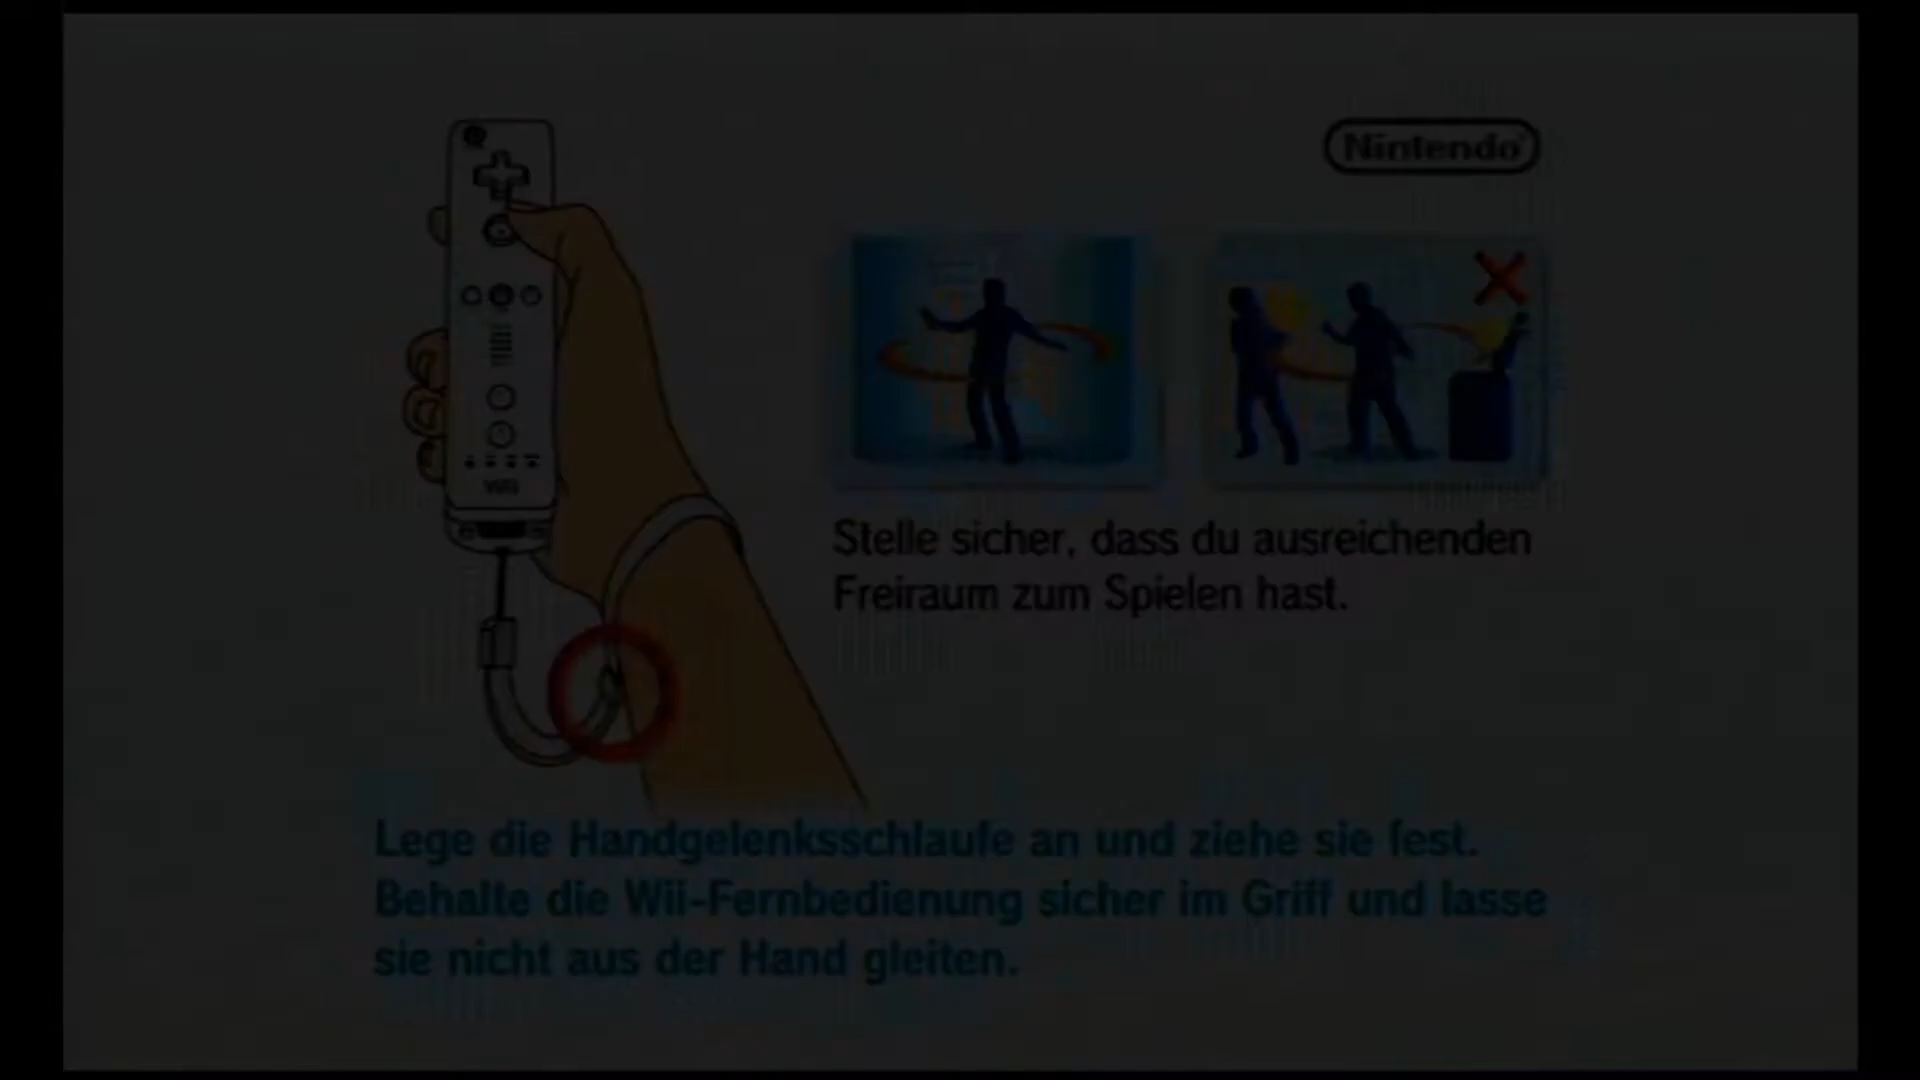 Nintendo
Wii
Stelle sicher, dass du ausreichenden
Freiraum zum Spielen hast.
Lege die Handgelenksschlaufe an und ziehe sie fest.
Behalte die Wii-Fernbedienung sicher im Griff und lasse
sie nicht aus der Hand gleiten.